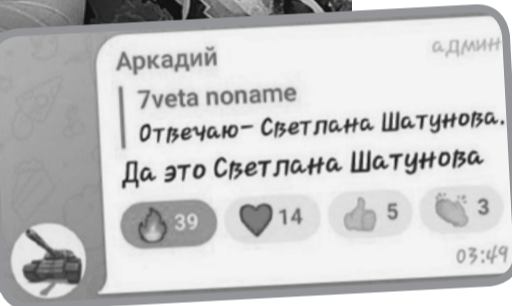 Аркадий
админ
7veta noname
Отвечаю– Светлана Шатунова.
Да это Светлана Шатунова
39
14
5
3
03:49